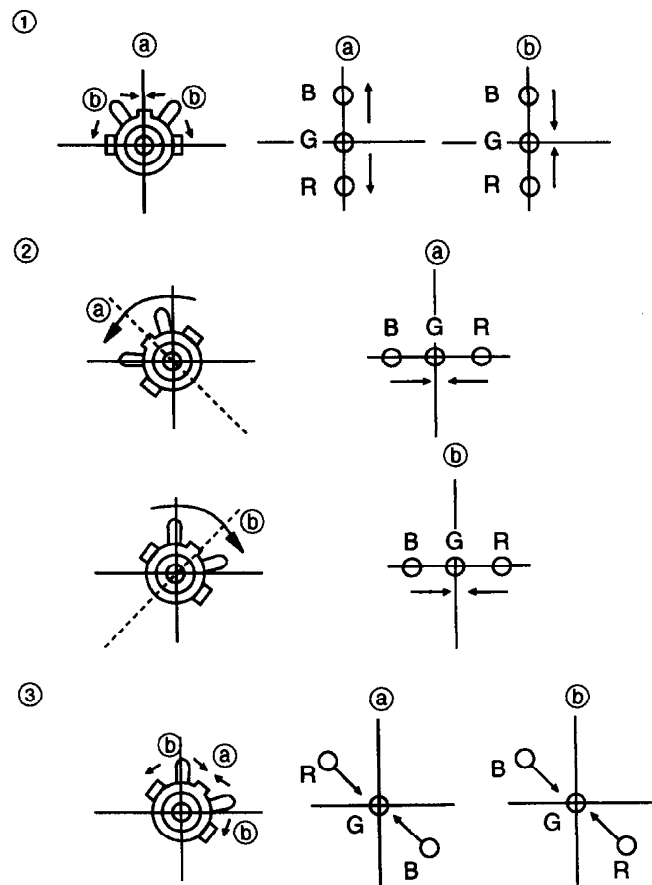 ①
ⓐ ⓐ ⓑ
ⓑ ⓑ B B
G G
R R
②
ⓐ
ⓐ
B G R
ⓑ
ⓑ
B G R
③
ⓐ ⓑ
ⓑ ⓐ
R B
G G
ⓑ
B R